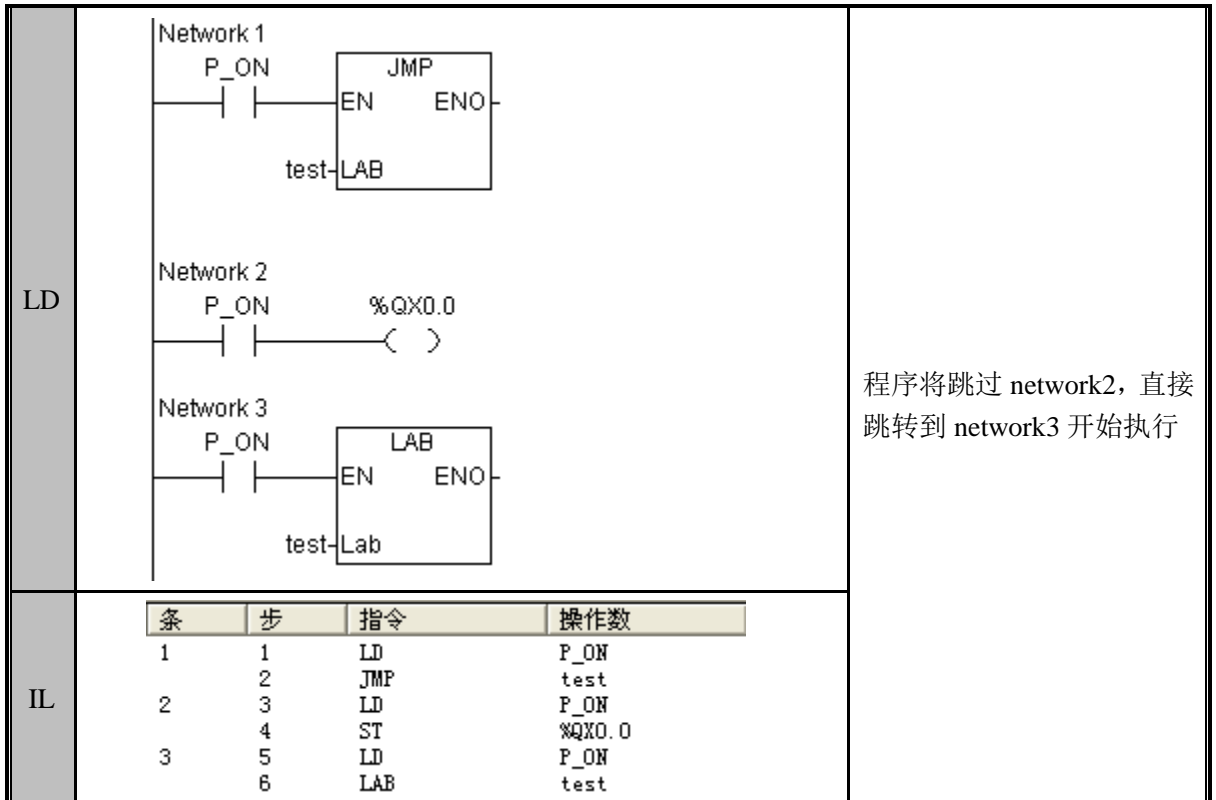 LD
Network 1
P_ON
JMP
EN ENO
test LAB
Network 2
P_ON %QX0.0
Network 3
P_ON
LAB
EN ENO
test Lab
程序将跳过 network2，直接
跳转到 network3 开始执行
IL
条 步 指令 操作数
1 1 LD P_ON
2 JMP test
2 3 LD P_ON
4 ST %QX0.0
3 5 LD P_ON
6 LAB test